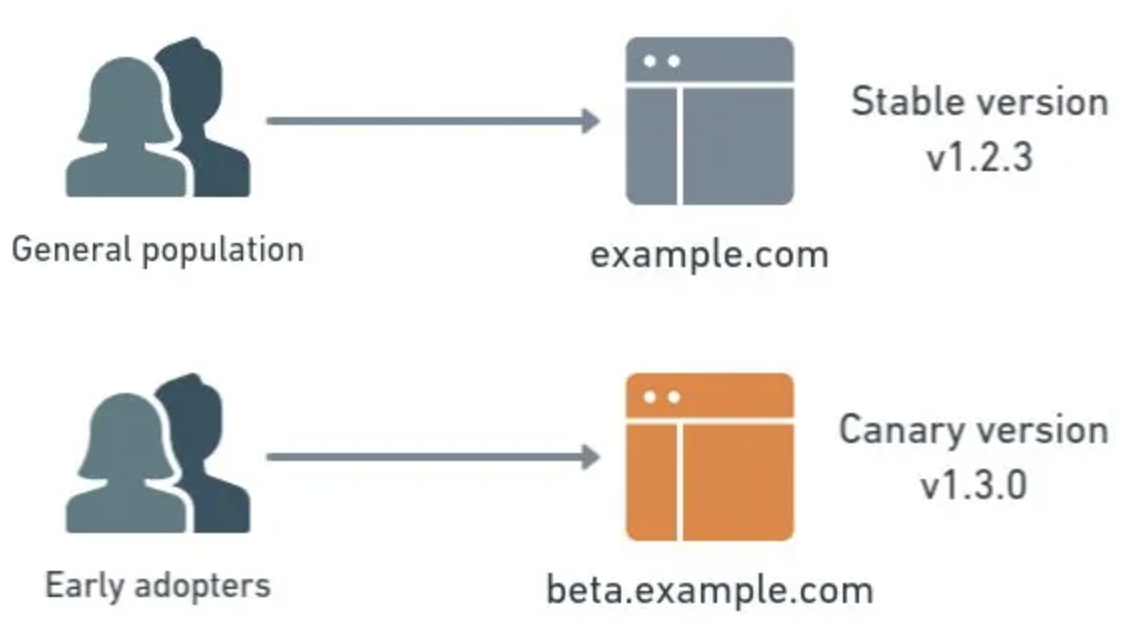 Stable version
v1.2.3
General population
example.com
Canary version
v1.3.0
Early adopters
beta.example.com